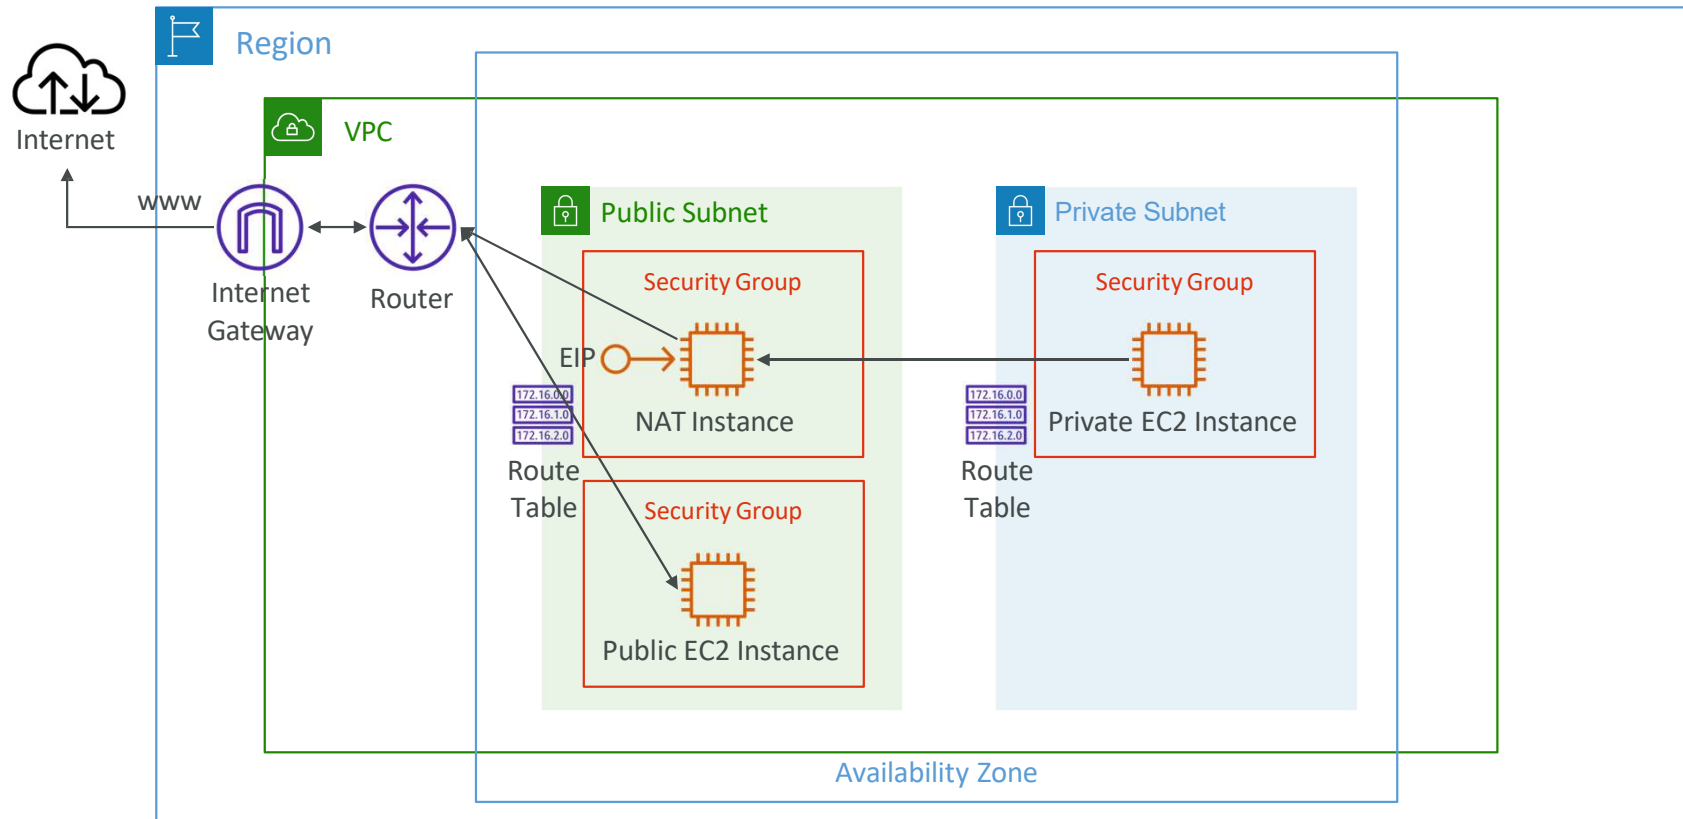 Region
Internet
VPC
www
Internet
Gateway
Router
Public Subnet
Security Group
EIP
NAT Instance
172.16.0.0
172.16.1.0
172.16.2.0
Route
Table
Security Group
Public EC2 Instance
Private Subnet
Security Group
Private EC2 Instance
172.16.0.0
172.16.1.0
172.16.2.0
Route
Table
Availability Zone